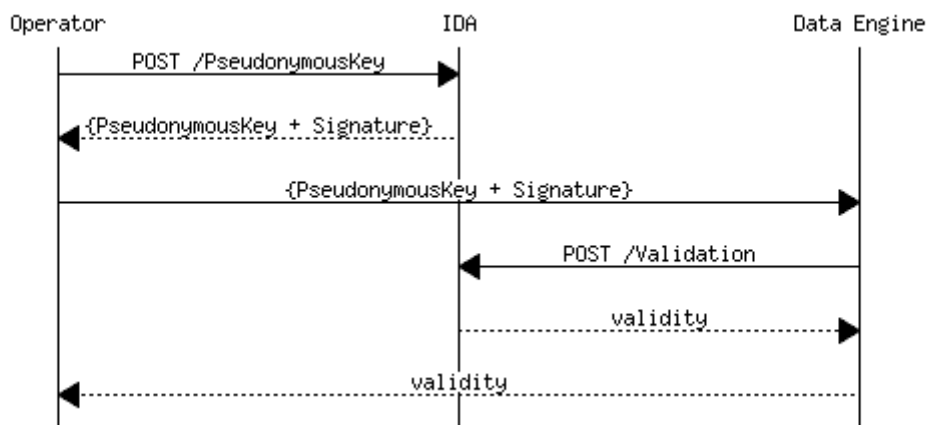 Operator IDA Data Engine
POST /PseudonymousKey
{PseudonymousKey + Signature}
{PseudonymousKey + Signature}
POST /Validation
validity
validity